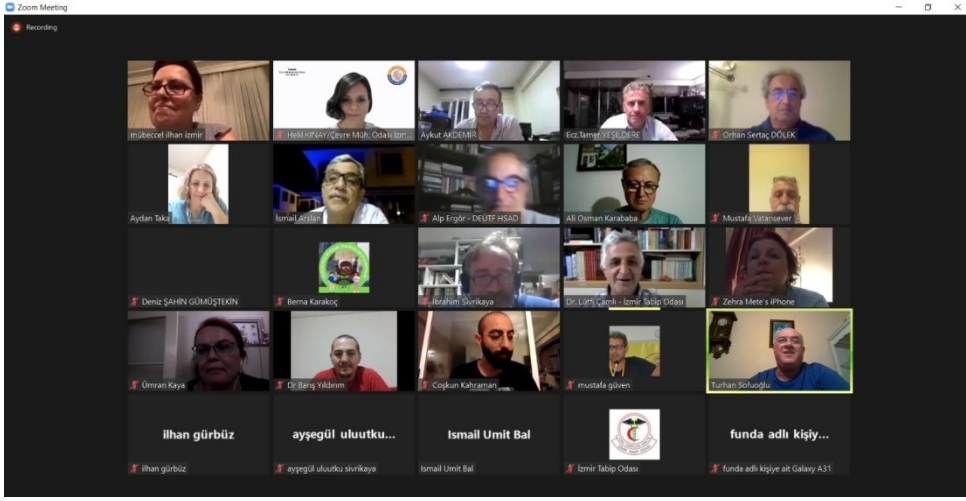 Zoom Meeting
Recording
mübeccel ilhan izmir
Helil KINAY/Çevre Müh. Odası İzm...
Aykut AKDEMİR
Ecz.Tamer YEŞİLDERE
Orhan Sertaç DÖLEK
Aydan Taka
İsmail Arslan
Alp Ergör - DEÜTF HSAD
Ali Osman Karababa
Mustafa Vatansever
Deniz ŞAHİN GÜMÜŞTEKİN
Berna Karakoç
İbrahim Sivrikaya
Dr. Lütfi Çamlı - İzmir Tabip Odası
Zehra Mete's iPhone
Ümran Kaya
Dr Barış Yıldırım
Coşkun Kahraman
mustafa güven
Turhan Sofuoğlu
ilhan gürbüz
ayşegül uluutku...
Ismail Umit Bal
funda adlı kişiy...
ilhan gürbüz
ayşegül uluutku sivrikaya
Ismail Umit Bal
İzmir Tabip Odası
funda adlı kişiye ait Galaxy A31